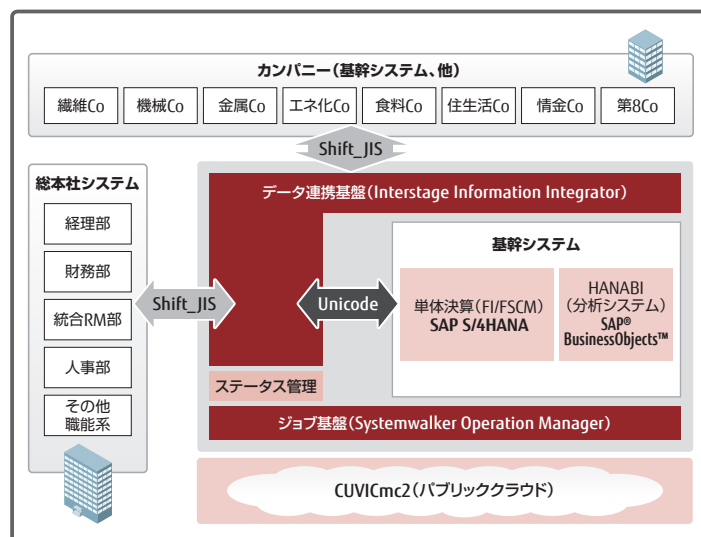 カンパニー(基幹システム、他)
繊維Co
機械Co
金属Co
エネ化Co
食料Co
住生活Co
情金Co
第8Co
Shift_JIS
総本社システム
経理部
財務部
統合RM部
人事部
その他
職能系
Shift_JIS
データ連携基盤(Interstage Information Integrator)
Unicode
基幹システム
単体決算(FI/FSCM)
SAP S/4HANA
HANABI
(分析システム)
SAP®
BusinessObjects™
ステータス管理
ジョブ基盤(Systemwalker Operation Manager)
CUVICmc2(パブリッククラウド)